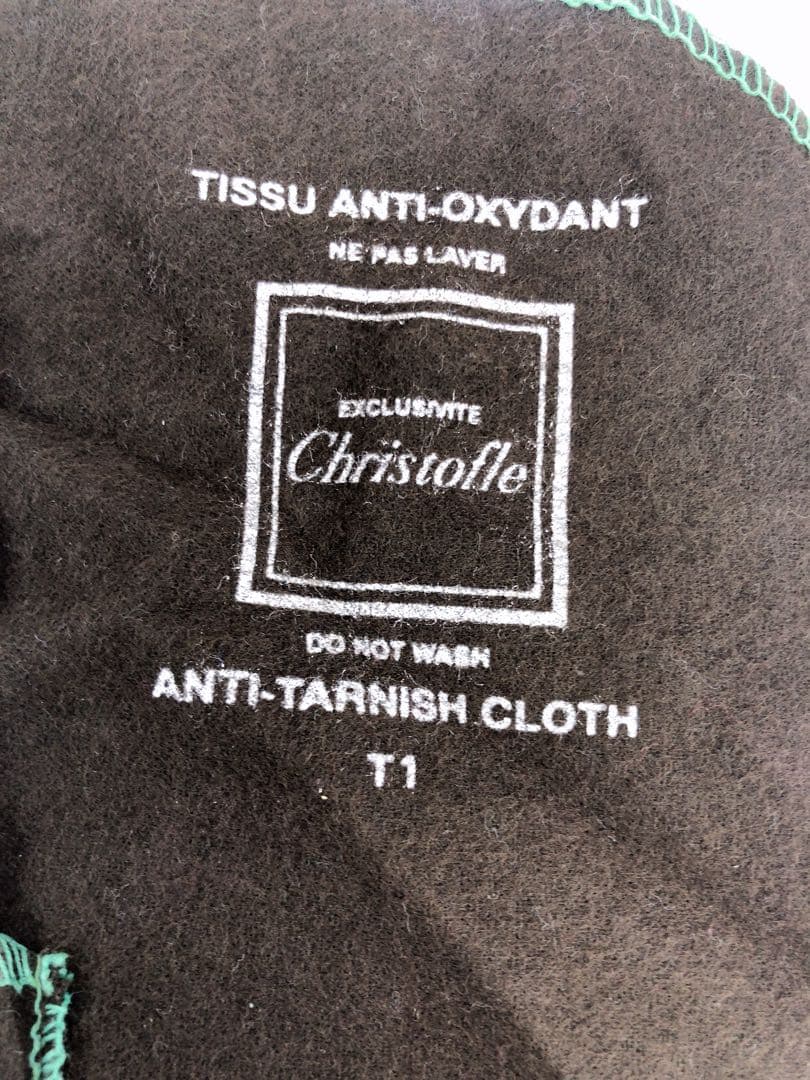 TISSU ANTI-OXYDANT
NE PAS LAVER
EXCLUSIVITE
Christofle
DO NOT WASH
ANTI-TARNISH CLOTH
T1